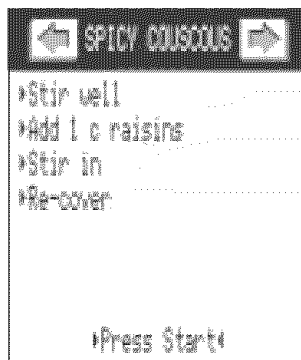 SPICY COUSCOUS
Stir well
Add 1 c raisins
Stir in
Re-cover
Press Start